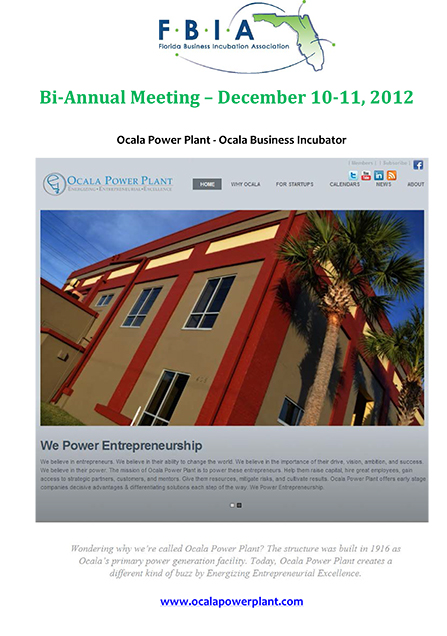 F·B·I·A
Florida Business Incubation Association
Bi-Annual Meeting – December 10-11, 2012
Ocala Power Plant - Ocala Business Incubator
OCALA POWER PLANT
ENERGIZING·ENTREPRENEURIAL·EXCELLENCE
HOME WHY OCALA FOR STARTUPS CALENDARS NEWS ABOUT
We Power Entrepreneurship
We believe in entrepreneurs. We believe in their ability to change the world. We believe in the importance of their drive, vision, ambition, and success.
We believe in their power. The mission of Ocala Power Plant is to power these entrepreneurs. Help them raise capital, hire great employees, gain
access to strategic partners, customers, and mentors. Give them resources, mitigate risks, and cultivate results. Ocala Power Plant offers early stage
companies decisive advantages & differentiating solutions each step of the way. We Power Entrepreneurship.
Wondering why we're called Ocala Power Plant? The structure was built in 1916 as
Ocala's primary power generation facility. Today, Ocala Power Plant creates a
different kind of buzz by Energizing Entrepreneurial Excellence.
www.ocalapowerplant.com